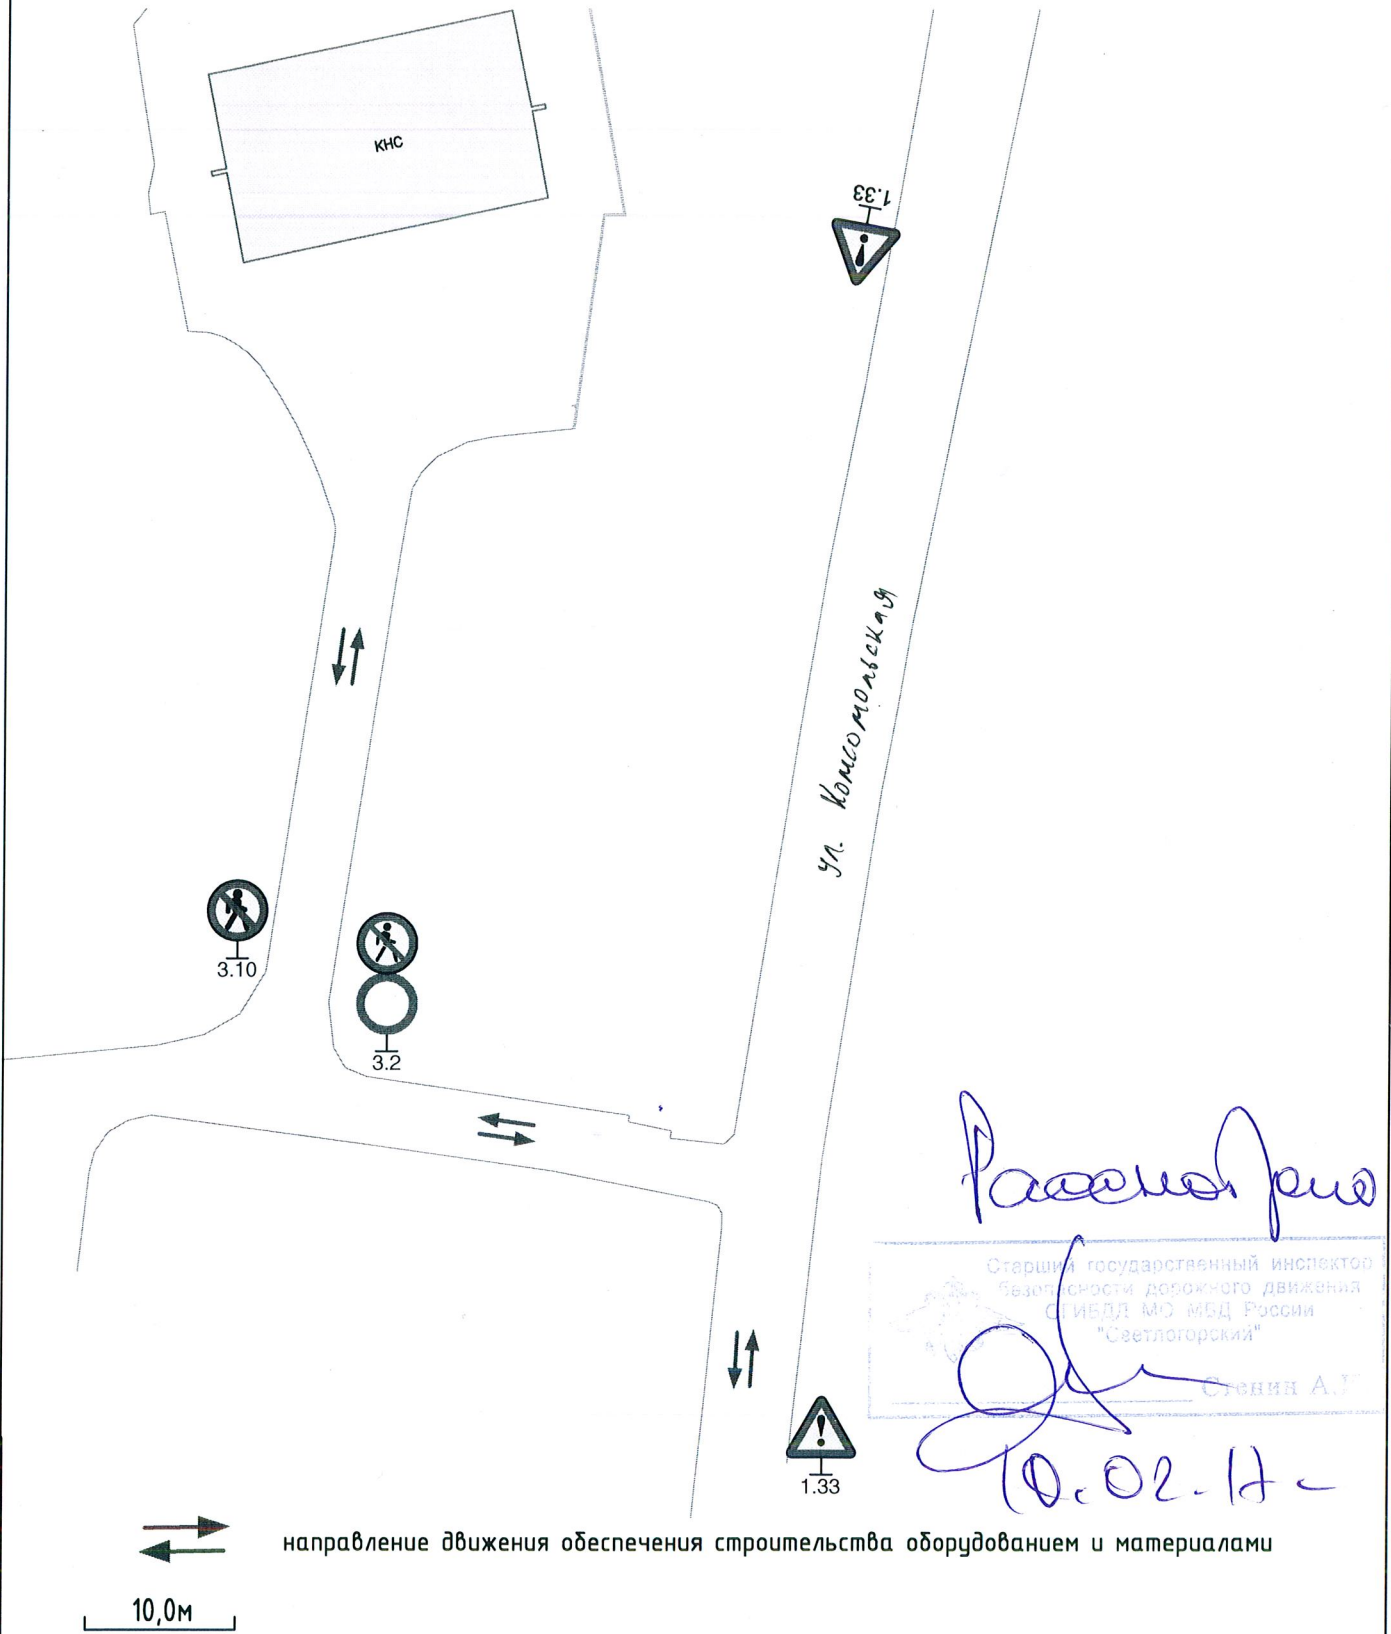 КНС
1.33
ул. Комсомольская
3.10
3.2
Рассмотрено
Старший государственный инспектор
безопасности дорожного движения
ОГИБДД МО МВД России
"Светлогорский"
Стенин А.
10.02.17
1.33
направление движения обеспечения строительства оборудованием и материалами
10,0м